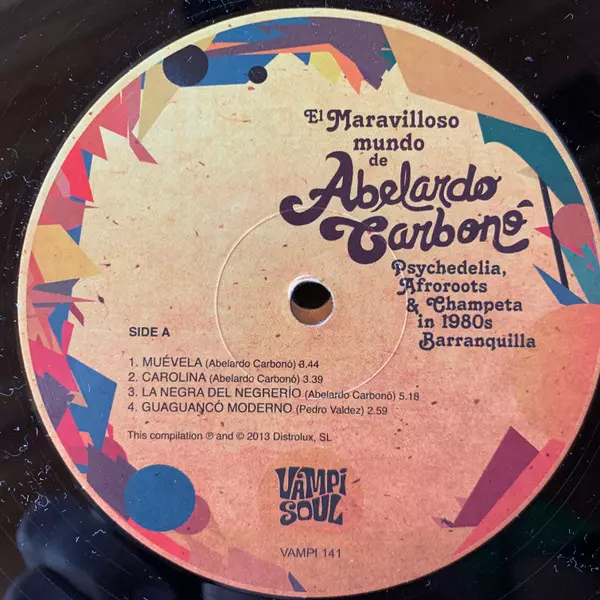 El Maravilloso
mundo
de
Abelardo
Carbonó
Psychedelia,
Afroroots
& Champeta
in 1980s
Barranquilla
SIDE A
1. MUÉVELA (Abelardo Carbonó) 3.44
2. CAROLINA (Abelardo Carbonó) 3.39
3. LA NEGRA DEL NEGRERÍO (Abelardo Carbonó) 5.18
4. GUAGUANCÓ MODERNO (Pedro Valdez) 2.59
This compilation ℗ and © 2013 Distrolux, SL
VAMPI
SOUL
VAMPI 141